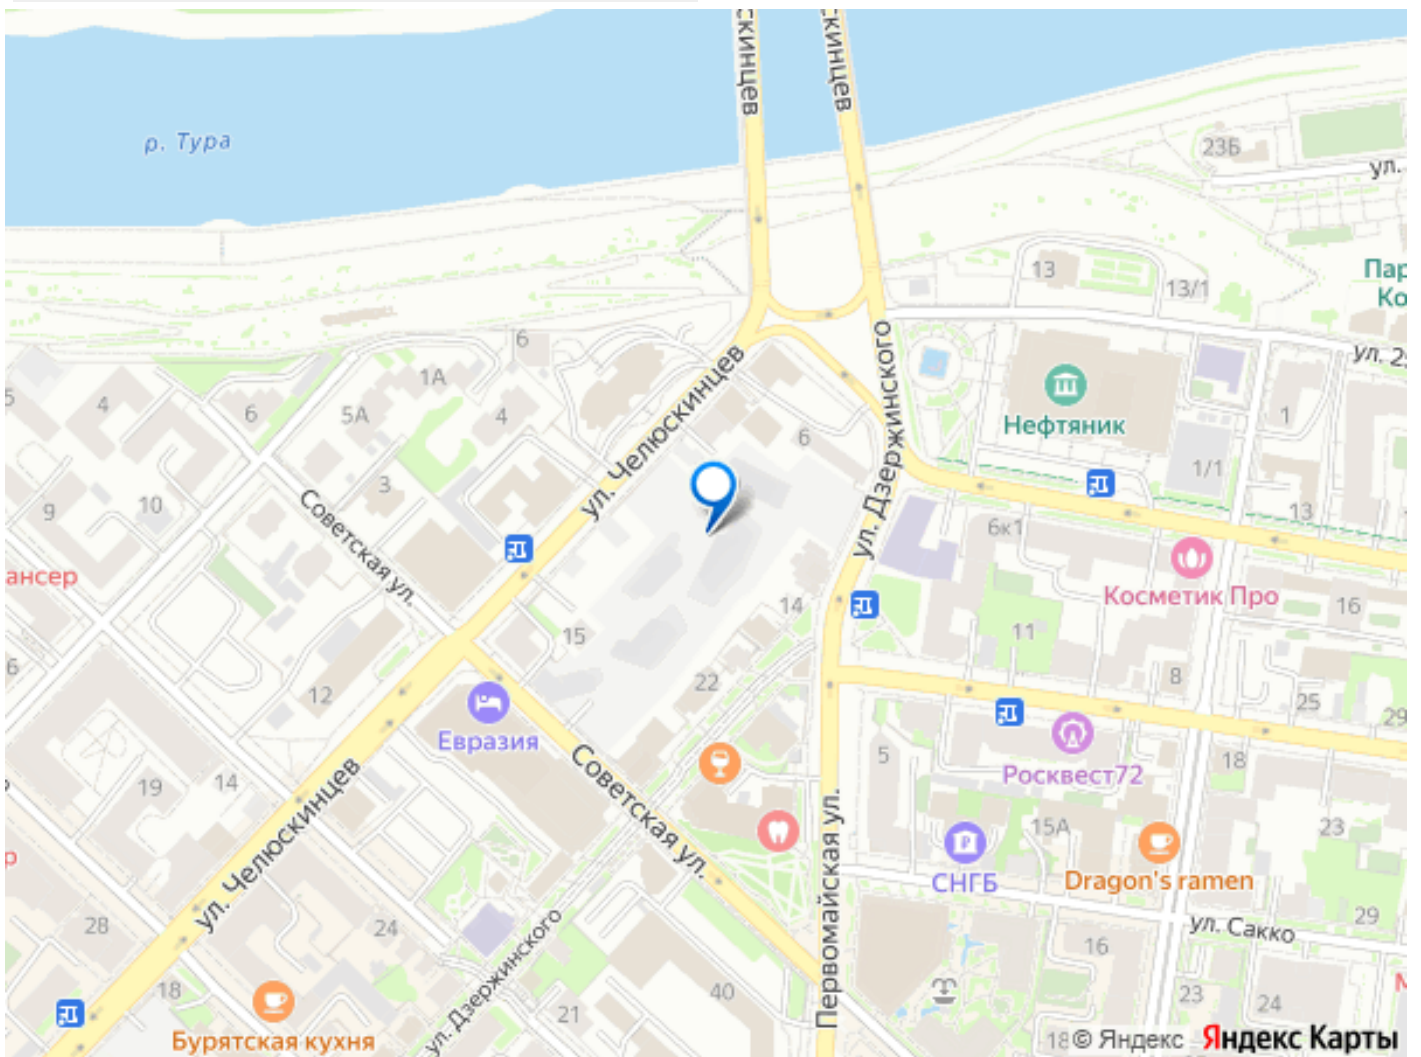 скинцев
скинцев
р. Тура
23Б
ул.
13
13/1
Пар
Ко
6
ул. Дзержинского
ул. 2
1А
Нефтяник
5
4
6
5А
4
ул. Челюскинцев
6
1
1/1
3
9
10
Советская ул.
6к1
13
ансер
Косметик Про
16
14
15
11
6
12
22
8
25
29
Евразия
Советская ул.
5
Росквест72
18
19
14
ул. Челюскинцев
Первомайская ул.
15А
23
р
СНГБ
Dragon's ramen
28
24
ул. Дзержинского
29
ул. Сакко
16
18
40
23
24
21
Бурятская кухня
18
© Яндекс
Яндекс Карты